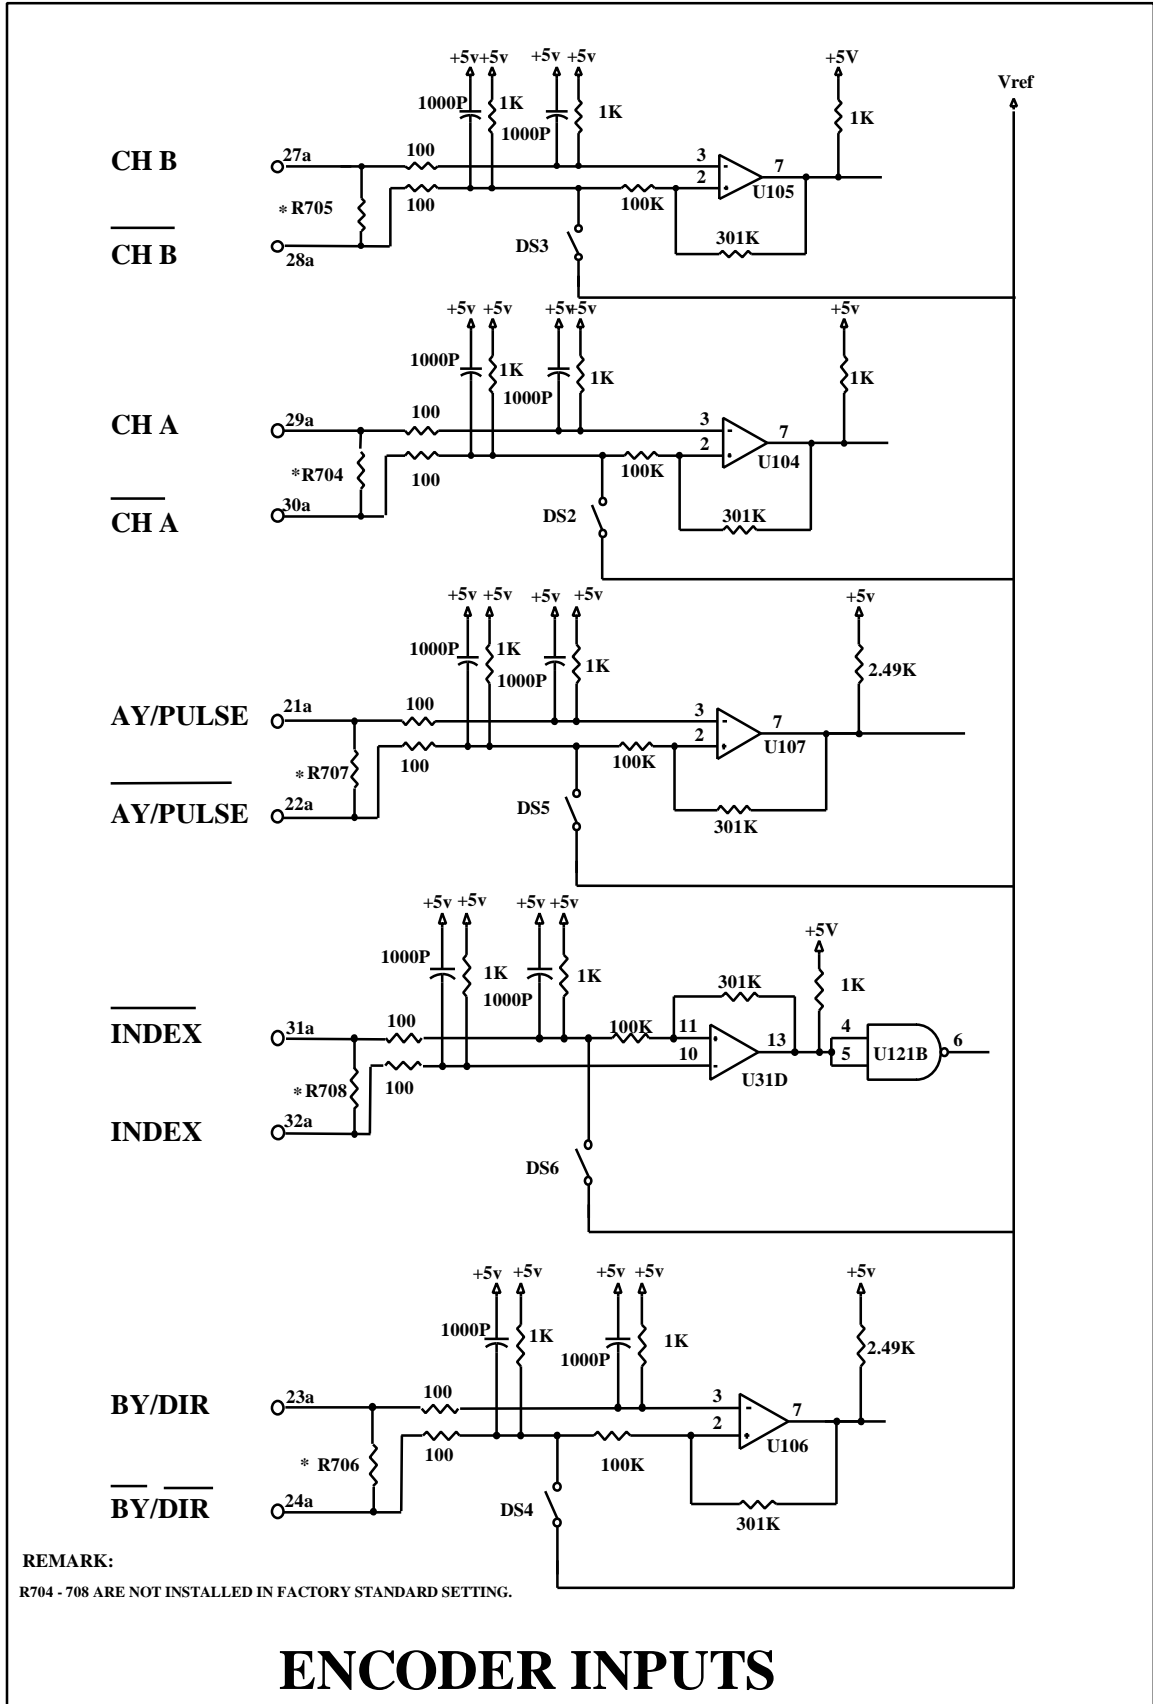 +5v +5v +5v +5v +5V
Vref
1000P 1K 1000P 1K 1K
CH B 27a 100 3 7
2 U105
* R705 100 100K
CH B 28a DS3 301K
+5v +5v +5v +5v +5v
1000P 1K 1000P 1K 1K
CH A 29a 100 3 7
2 U104
*R704 100 100K
CH A 30a DS2 301K
+5v +5v +5v +5v +5v
1000P 1K 1000P 1K 2.49K
AY/PULSE 21a 100 3 7
2 U107
* R707 100 100K
AY/PULSE 22a DS5 301K
+5v +5v +5v +5v +5V
1000P 1K 1000P 1K 301K 1K
INDEX 31a 100 100K 11 13 4 6
10 5 U121B
*R708 100 U31D
INDEX 32a
DS6
+5v +5v +5v +5v +5v
1000P 1K 1000P 1K 2.49K
BY/DIR 23a 100 3 7
2 U106
* R706 100 100K
BY/DIR 24a DS4 301K
REMARK:
R704 - 708 ARE NOT INSTALLED IN FACTORY STANDARD SETTING.
ENCODER INPUTS